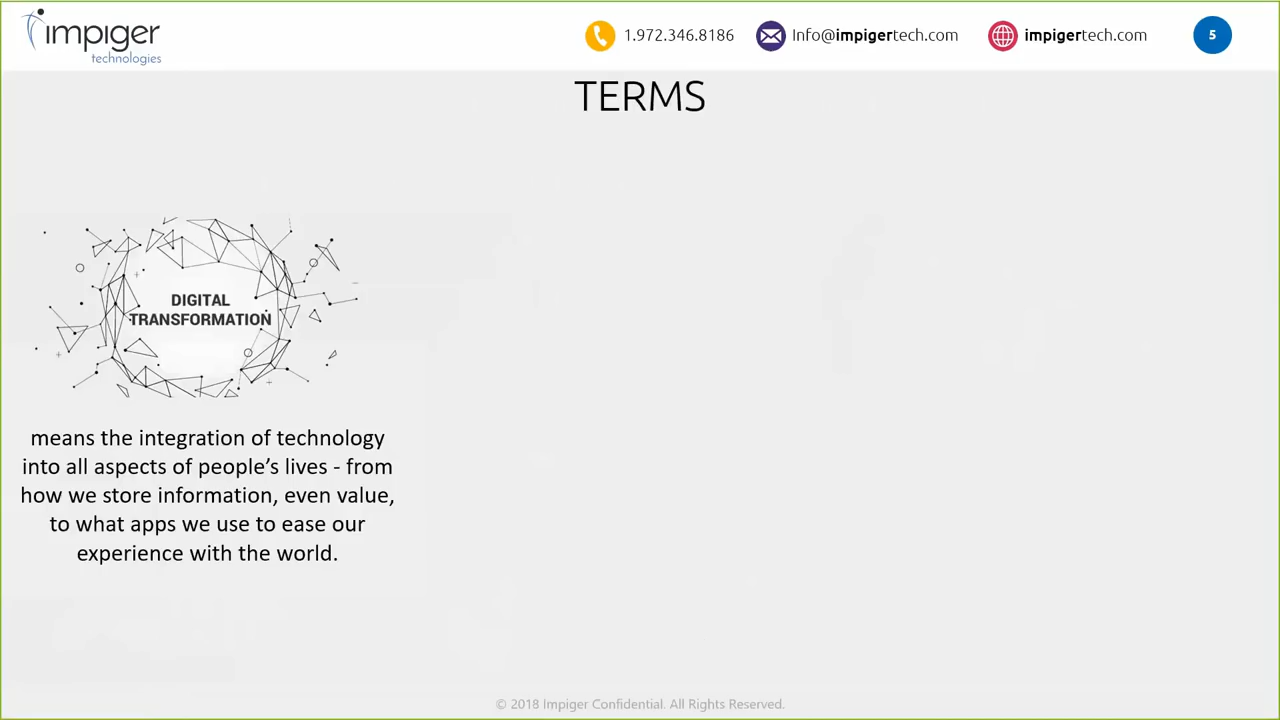 impiger
technologies
1.972.346.8186
Info@impigertech.com
impigertech.com
5
TERMS
DIGITAL
TRANSFORMATION
means the integration of technology
into all aspects of people’s lives - from
how we store information, even value,
to what apps we use to ease our
experience with the world.
© 2018 Impiger Confidential. All Rights Reserved.